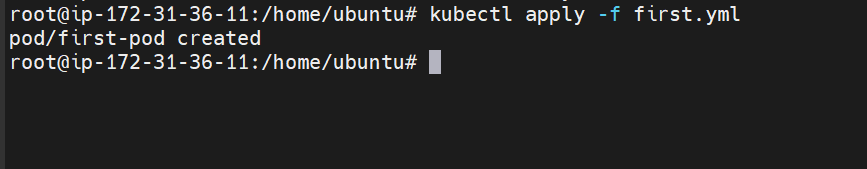 root@ip-172-31-36-11:/home/ubuntu# kubectl apply -f first.yml
pod/first-pod created
root@ip-172-31-36-11:/home/ubuntu#